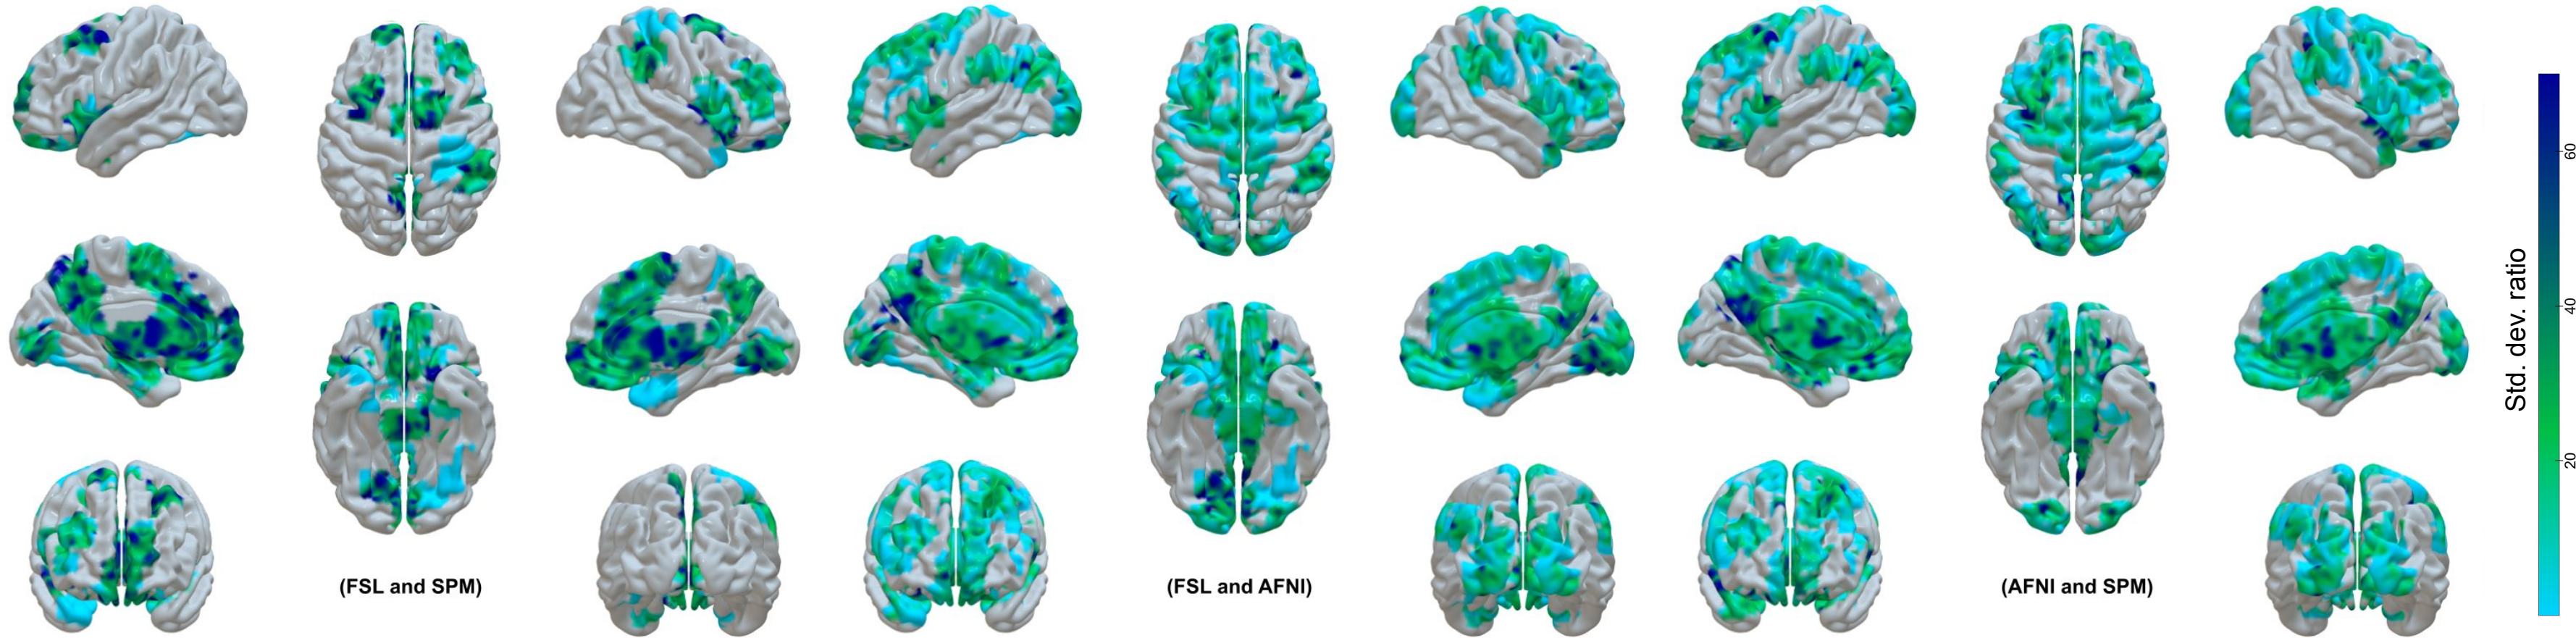 (FSL and SPM)
(FSL and AFNI)
(AFNI and SPM)
Std. dev. ratio
60
40
20